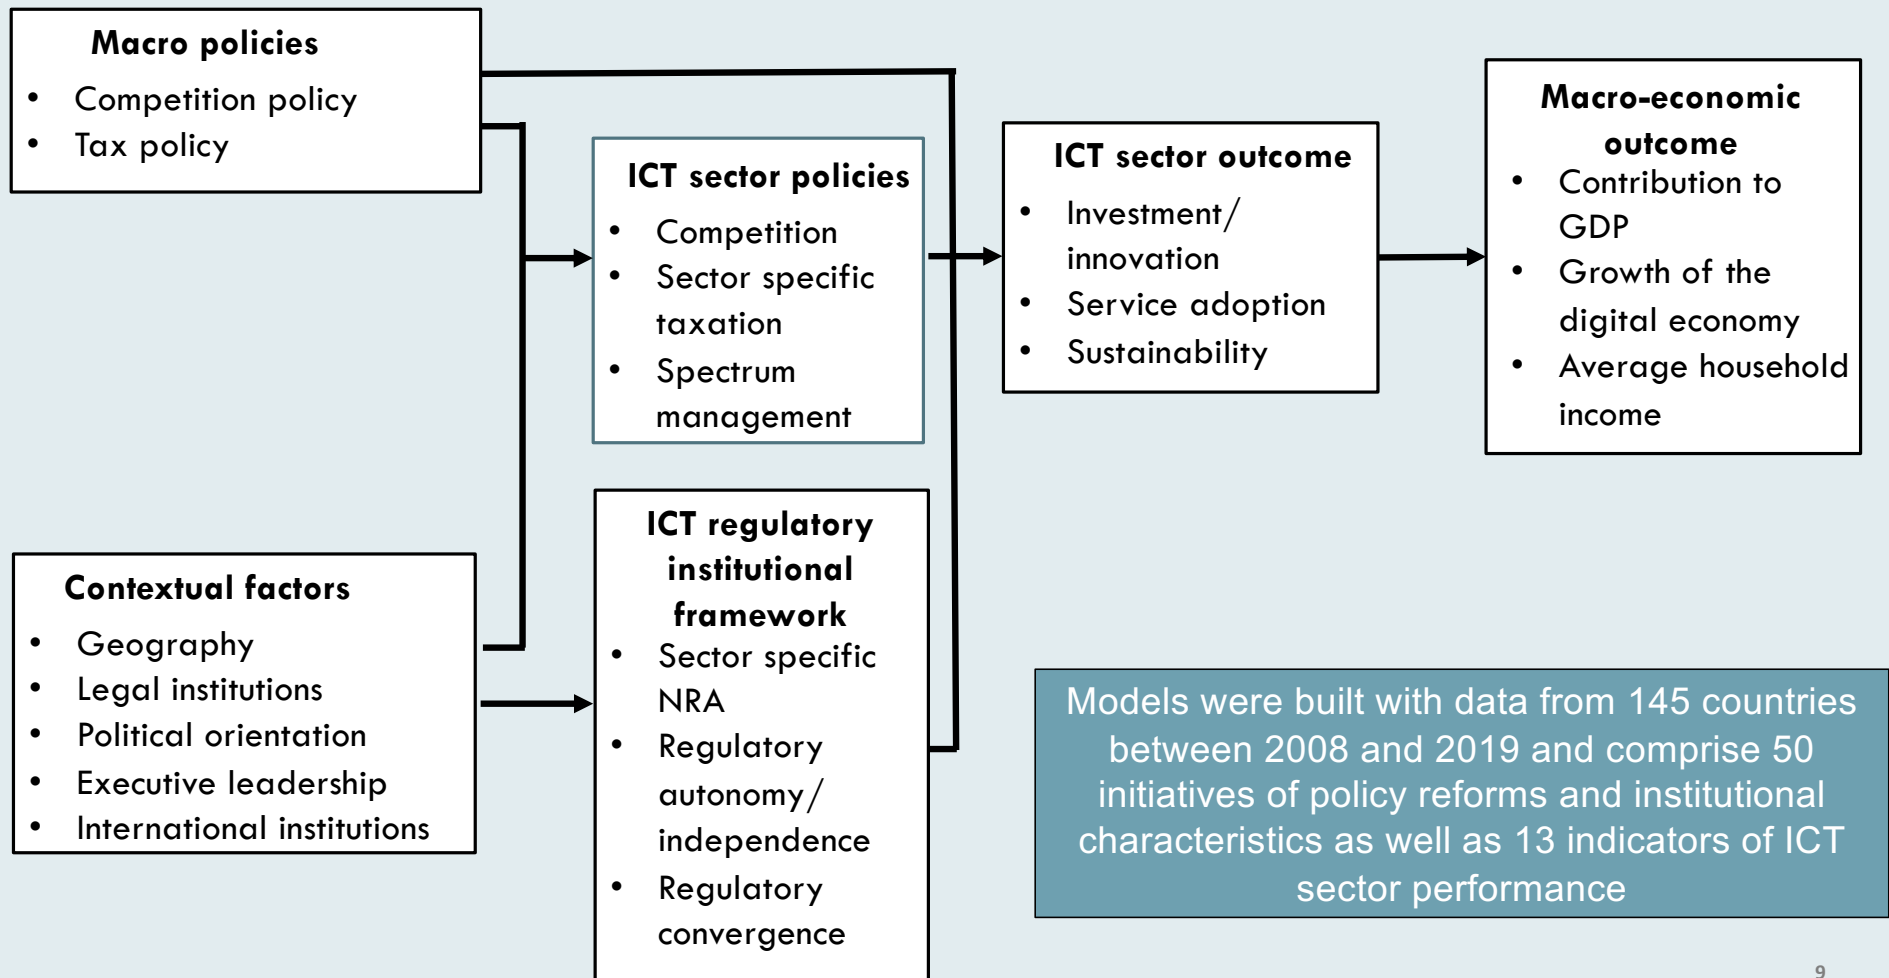 Macro policies
• Competition policy
• Tax policy
ICT sector policies
• Competition
• Sector specific
taxation
• Spectrum
management
ICT sector outcome
• Investment/
innovation
• Service adoption
• Sustainability
Macro-economic
outcome
• Contribution to
GDP
• Growth of the
digital economy
• Average household
income
Contextual factors
• Geography
• Legal institutions
• Political orientation
• Executive leadership
• International institutions
ICT regulatory
institutional
framework
• Sector specific
NRA
• Regulatory
autonomy/
independence
• Regulatory
convergence
Models were built with data from 145 countries
between 2008 and 2019 and comprise 50
initiatives of policy reforms and institutional
characteristics as well as 13 indicators of ICT
sector performance
9